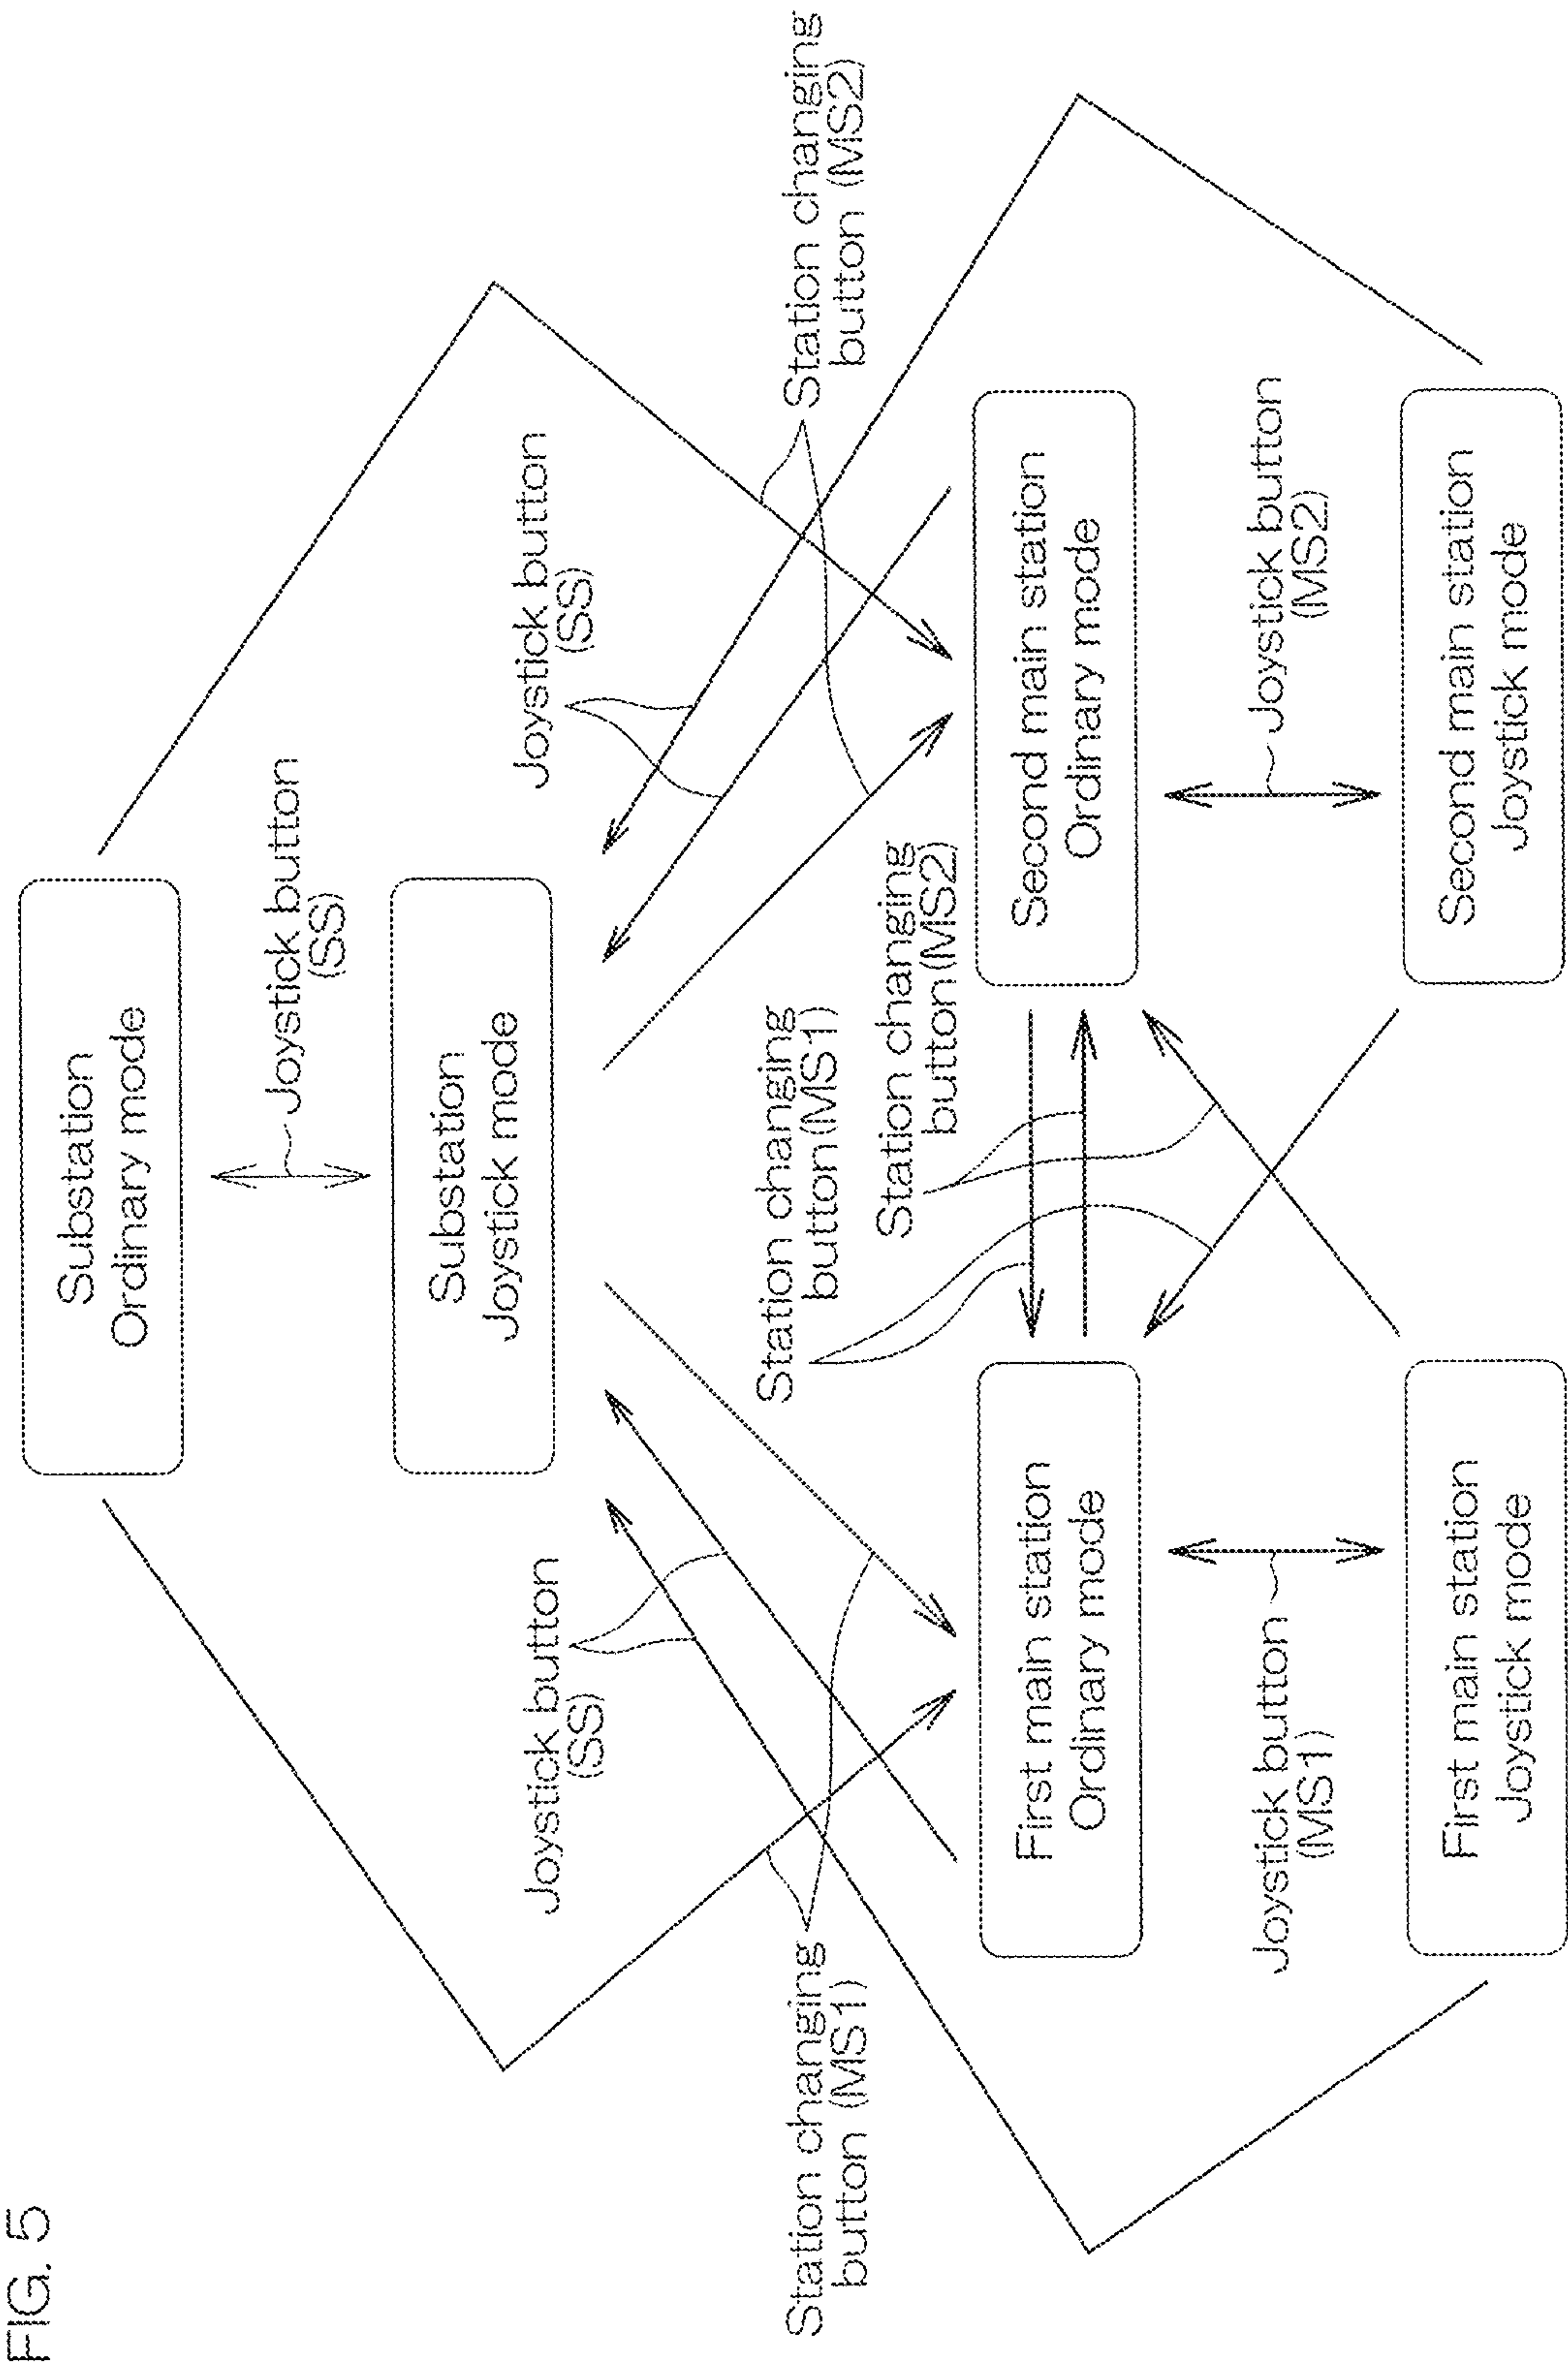 FIG. 5
Substation
Ordinary mode
Joystick button
(SS)
Substation
Joystick mode
Joystick button
(SS)
Joystick button
(SS)
Station changing
button (MS1)
Station changing
button(MS1)
Station changing
button(MS2)
Station changing
button (MS2)
First main station
Ordinary mode
Second main station
Ordinary mode
Joystick button
(MS1)
Joystick button
(MS2)
First main station
Joystick mode
Second main station
Joystick mode